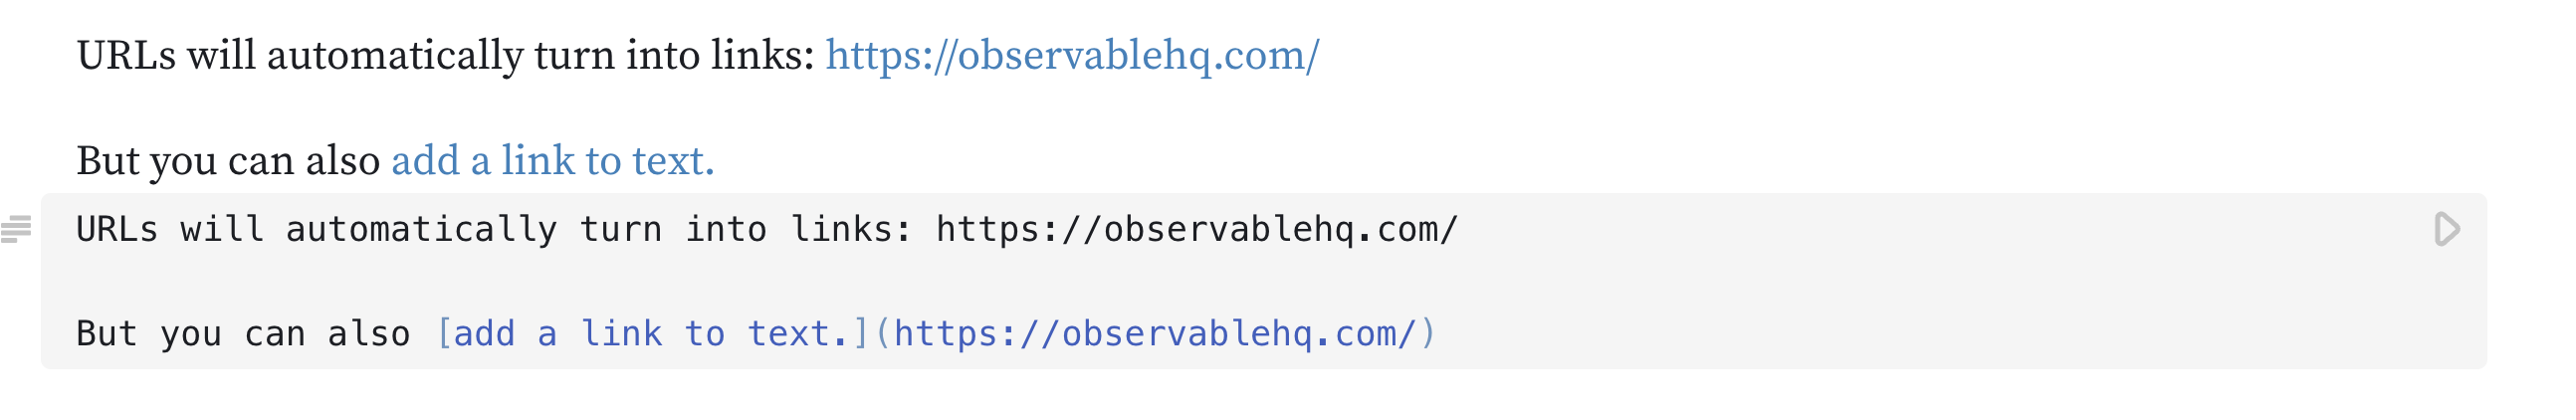 URLs will automatically turn into links: https://observablehq.com/
But you can also add a link to text.
URLs will automatically turn into links: https://observablehq.com/
But you can also [add a link to text.](https://observablehq.com/)